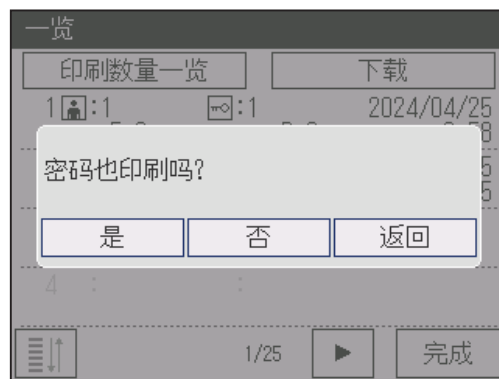 一览
印刷数量一览
下载
1 :1 :1 2024/04/25
密码也印刷吗?
是
否
返回
4 : :
1/25
完成